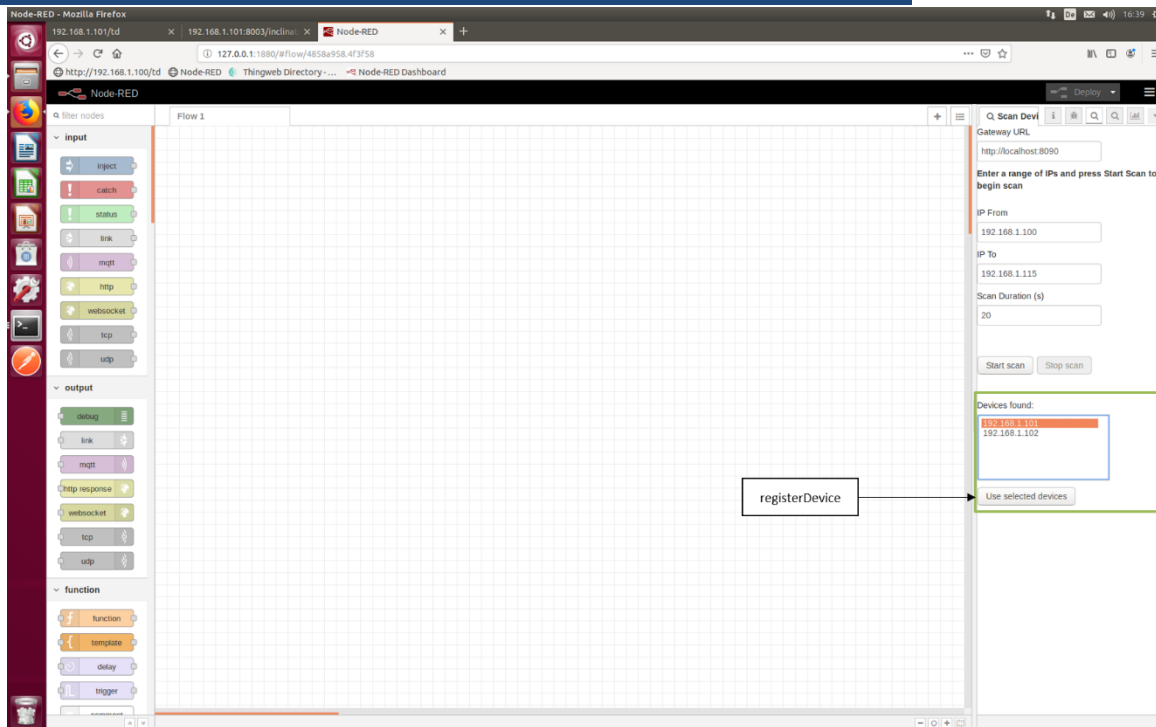 Node-RED - Mozilla Firefox
De
16:39
192.168.1.101/td
192.168.1.101:8003/inclina
Node-RED
127.0.0.1:1880/#flow/4858a958.4f3f58
http://192.168.1.100/td Node-RED Thingweb Directory - ... Node-RED Dashboard
Node-RED
Deploy
filter nodes
Flow 1
Scan Devi
input
inject
catch
status
link
mqtt
http
websocket
tcp
udp
output
debug
link
mqtt
http response
websocket
tcp
udp
function
function
template
delay
trigger
comment
Gateway URL
http://localhost:8090
Enter a range of IPs and press Start Scan to
begin scan
IP From
192.168.1.100
IP To
192.168.1.115
Scan Duration (s)
20
Start scan
Stop scan
Devices found:
192.168.1.101
192.168.1.102
registerDevice
Use selected devices